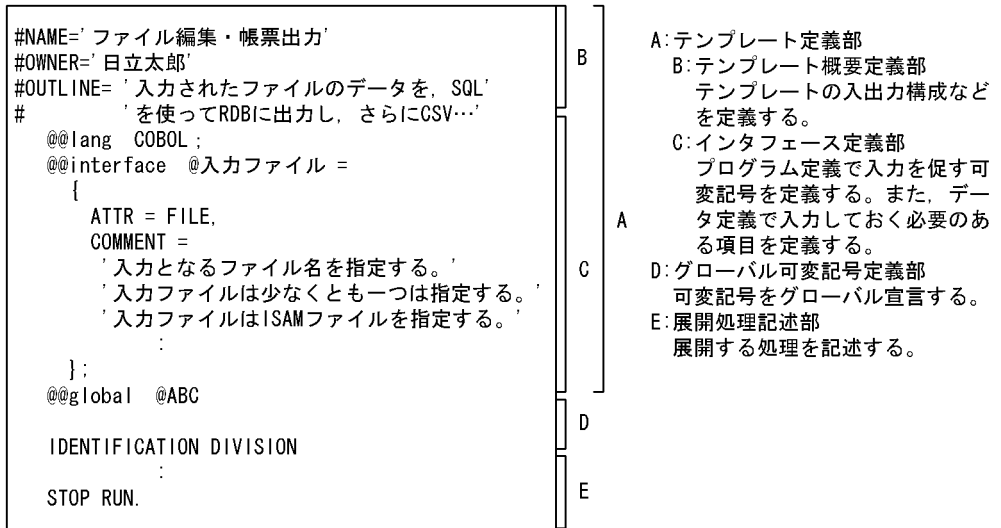 #NAME='ファイル編集・帳票出力'
#OWNER='日立太郎'
#OUTLINE= '入力されたファイルのデータを，SQL'
# 'を使ってRDBに出力し，さらにCSV…'
@@lang COBOL;
@@interface @入力ファイル =
{
ATTR = FILE,
COMMENT =
'入力となるファイル名を指定する。'
'入力ファイルは少なくとも一つは指定する。'
'入力ファイルはISAMファイルを指定する。'
:
};
@@global @ABC
IDENTIFICATION DIVISION
:
STOP RUN.
B
C
D
E
A
A:テンプレート定義部
B:テンプレート概要定義部
テンプレートの入出力構成など
を定義する。
C:インタフェース定義部
プログラム定義で入力を促す可
変記号を定義する。また，デー
タ定義で入力しておく必要のあ
る項目を定義する。
D:グローバル可変記号定義部
可変記号をグローバル宣言する。
E:展開処理記述部
展開する処理を記述する。